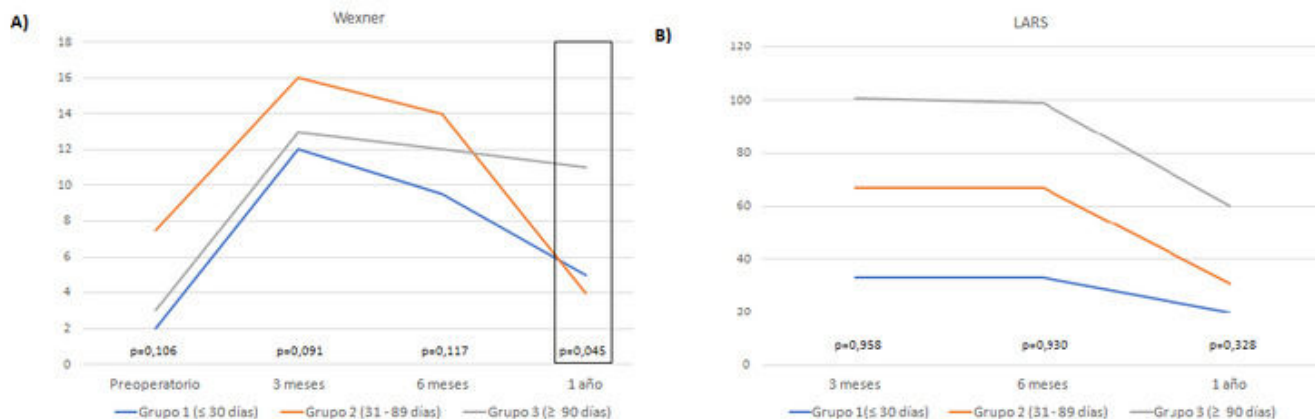 A)
Wexner
18
16
14
12
10
8
6
4
2
0
p=0,106 p=0,091 p=0,117 p=0,045
Preoperatorio 3 meses 6 meses 1 año
Grupo 1 (≤ 30 días) Grupo 2 (31 - 89 días) Grupo 3 (≥ 90 días)
B)
LARS
120
100
80
60
40
20
0
p=0,958 p=0,930 p=0,328
3 meses 6 meses 1 año
Grupo 1(≤ 30 días) Grupo 2 (31 - 89 días) Grupo 3 (≥ 90 días)